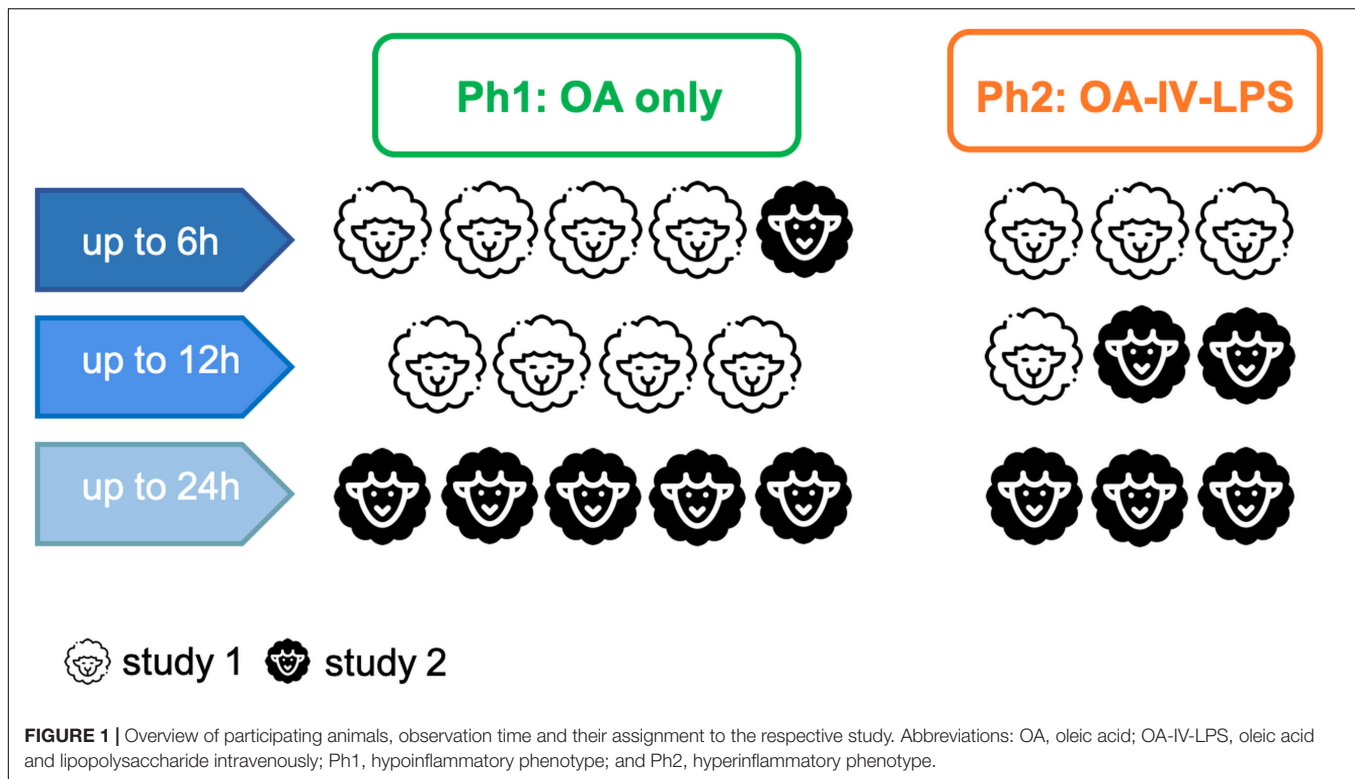 Ph1: OA only
Ph2: OA-IV-LPS
up to 6h
up to 12h
up to 24h
study 1
study 2
FIGURE 1 | Overview of participating animals, observation time and their assignment to the respective study. Abbreviations: OA, oleic acid; OA-IV-LPS, oleic acid
and lipopolysaccharide intravenously; Ph1, hypoinflammatory phenotype; and Ph2, hyperinflammatory phenotype.